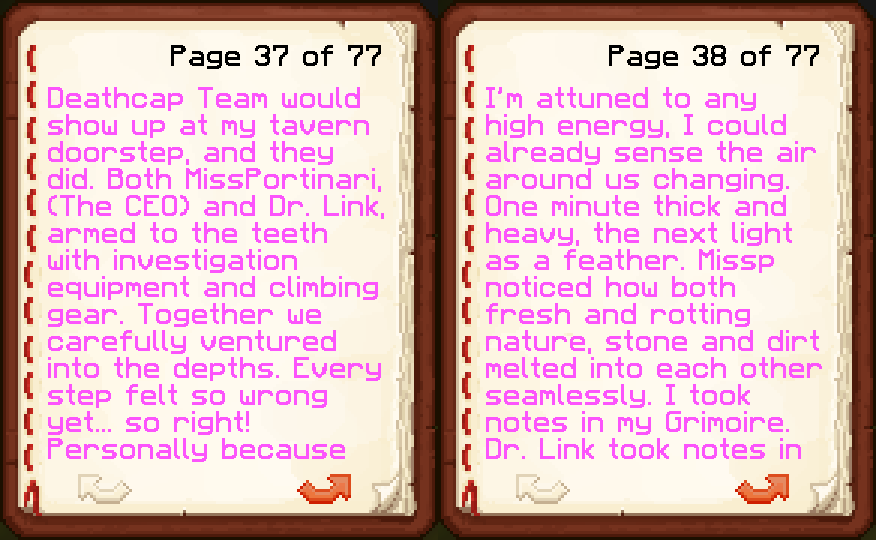 Page 37 of 77
Deathcap Team would
show up at my tavern
doorstep, and they
did. Both MissPortinari,
(The CEO) and Dr. Link,
armed to the teeth
with investigation
equipment and climbing
gear. Together we
carefully ventured
into the depths. Every
step felt so wrong
yet... so right!
Personally because
Page 38 of 77
I'm attuned to any
high energy, I could
already sense the air
around us changing.
One minute thick and
heavy, the next light
as a feather. Missp
noticed how both
fresh and rotting
nature, stone and dirt
melted into each other
seamlessly. I took
notes in my Grimoire.
Dr. Link took notes in